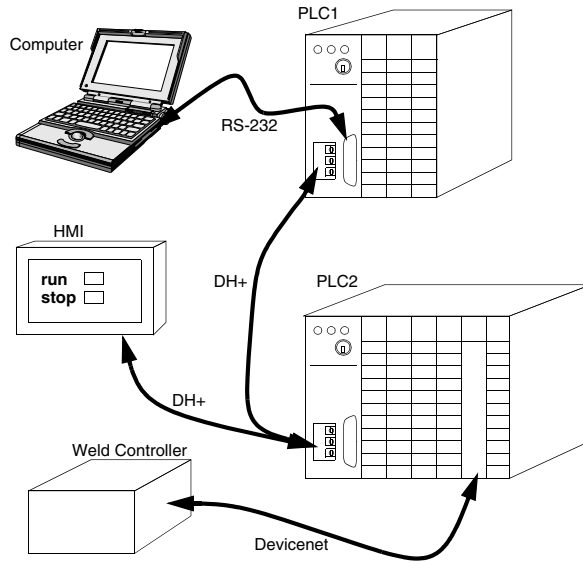 PLC1
Computer
RS-232
HMI
run
stop
DH+
PLC2
DH+
Weld Controller
Devicenet